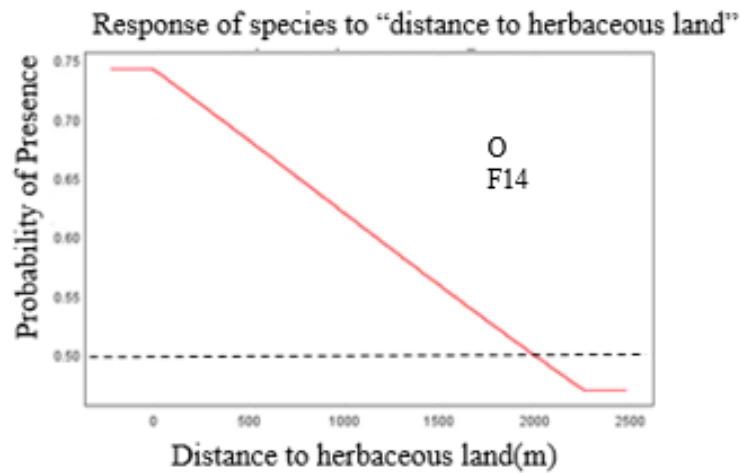 Response of species to “distance to herbaceous land”
Probability of Presence
0.75
0.70
0.65
0.60
0.55
0.50
O
F14
0 500 1000 1500 2000 2500
Distance to herbaceous land(m)